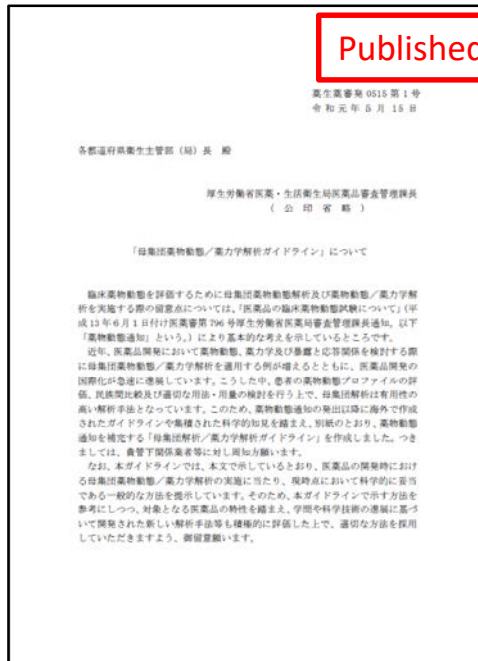 Published
薬生薬審発 0515 第 1 号
令和元年 5 月 15 日
各都道府県衛生主管部（局）長 殿
厚生労働省医薬・生活衛生局医薬品審査管理課長
（ 公 印 省 略 ）
「母集団薬物動態／薬力学解析ガイドライン」について
臨床薬物動態を評価するために母集団薬物動態解析及び薬物動態／薬力学解
析を実施する際の留意点については、「医薬品の臨床薬物動態試験について」（平
成 13 年 6 月 1 日付け医薬審第 796 号厚生労働省医薬局審査管理課長通知。以下
「薬物動態通知」という。）により基本的な考えを示しているところです。
近年、医薬品開発において薬物動態、薬力学及び暴露と応答関係を検討する際
に母集団薬物動態／薬力学解析を適用する例が増えるとともに、医薬品開発の
国際化が急速に進展しています。こうした中、患者の薬物動態プロファイルの評
価、民族間比較及び適切な用法・用量の検討を行う上で、母集団解析は有用性の
高い解析手法となっています。このため、薬物動態通知の発出以降に海外で作成
されたガイドラインや集積された科学的知見を踏まえ、別紙のとおり、薬物動態
通知を補完する「母集団解析／薬力学解析ガイドライン」を作成しました。つき
ましては、貴管下関係業者等に対し周知方願います。
なお、本ガイドラインでは、本文で示しているとおり、医薬品の開発時におけ
る母集団薬物動態／薬力学解析の実施に当たり、現時点において科学的に妥当
である一般的な方法を提示しています。そのため、本ガイドラインで示す方法を
参考にしつつ、対象となる医薬品の特性を踏まえ、学問や科学技術の進展に基づ
いて開発された新しい解析手法等も積極的に評価した上で、適切な方法を採用
していただきますよう、御留意願います。